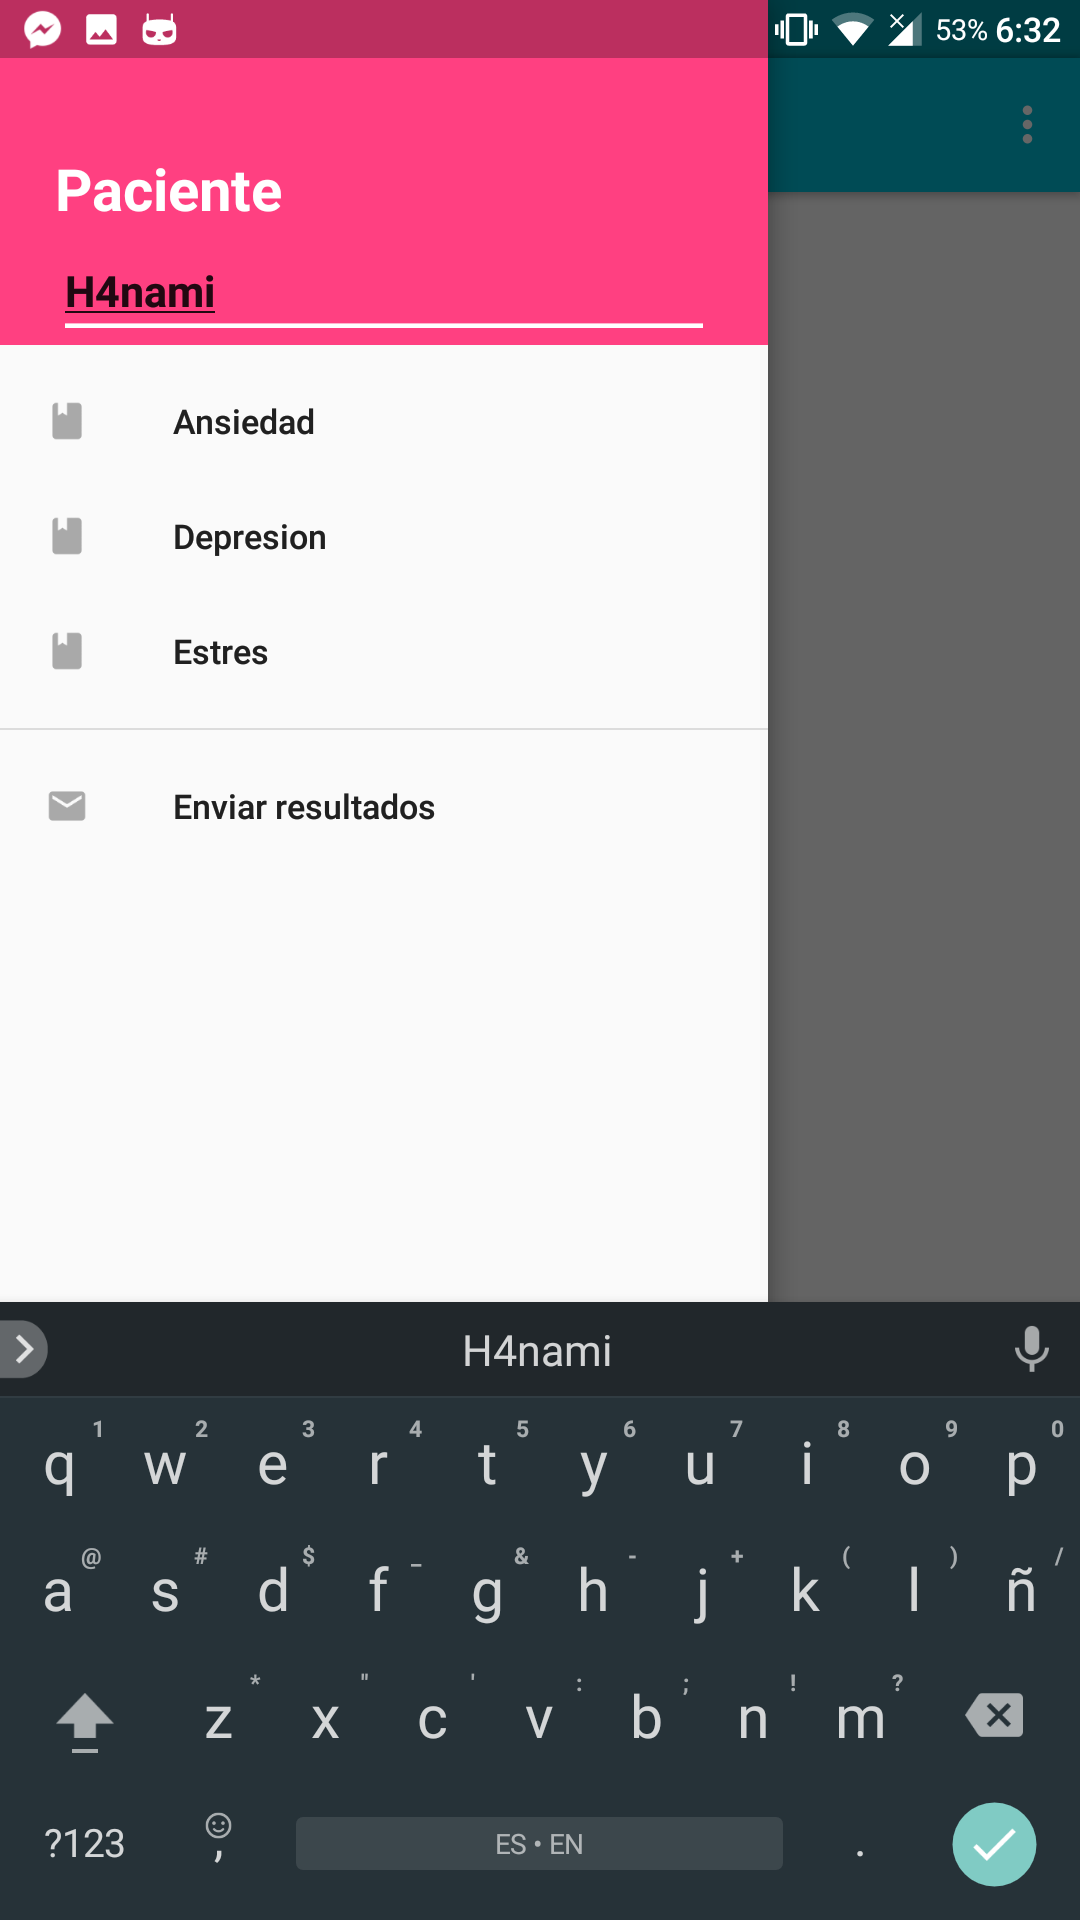 53% 6:32
Paciente
H4nami
Ansiedad
Depresion
Estres
Enviar resultados
H4nami
1 2 3 4 5 6 7 8 9 0
q w e r t y u i o p
@ # $ _ & - + ( ) /
a s d f g h j k l ñ
* " ' : ; ! ?
z x c v b n m
?123 , ES • EN .